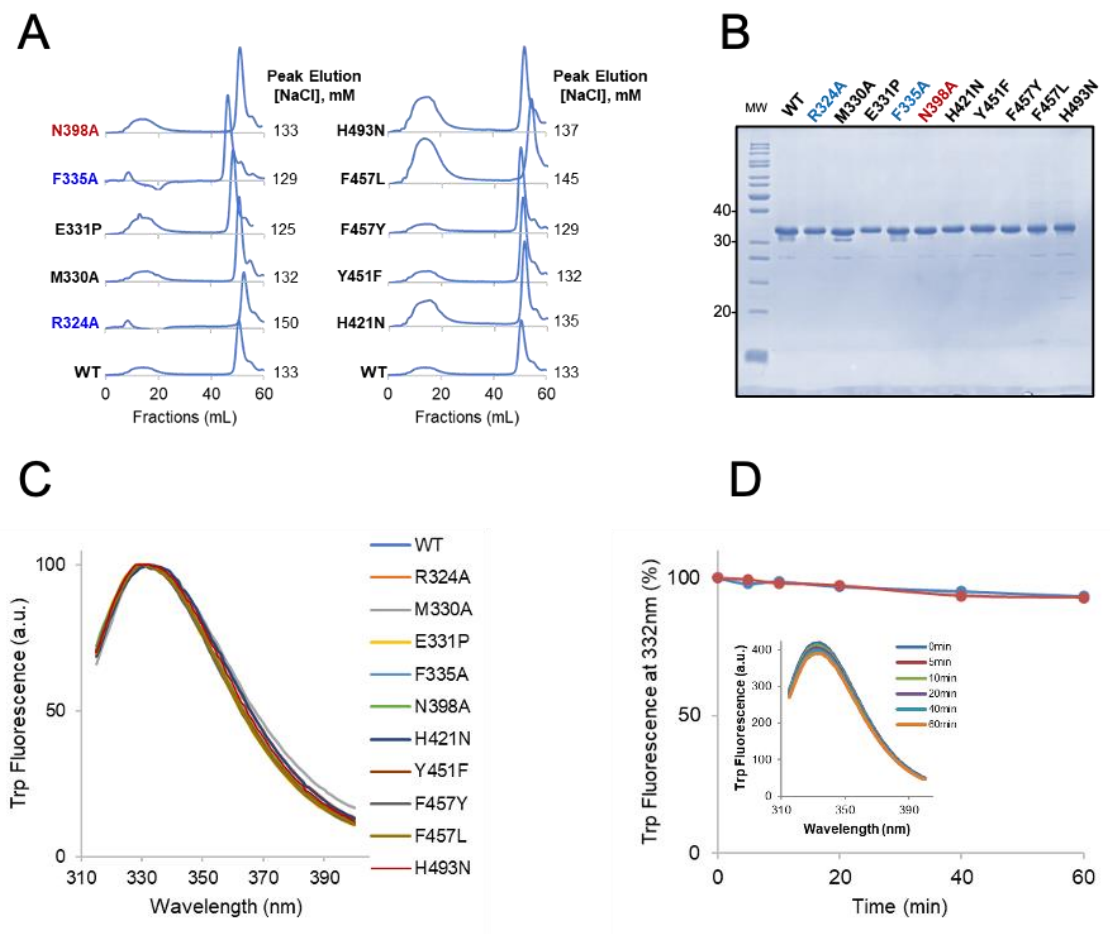 A
Peak Elution
[NaCl], mM
N398A 133
F335A 129
E331P 125
M330A 132
R324A 150
WT 133
0 20 40 60
Fractions (mL)
Peak Elution
[NaCl], mM
H493N 137
F457L 145
F457Y 129
Y451F 132
H421N 135
WT 133
0 20 40 60
Fractions (mL)
B
MW WT R324A M330A E331P F335A N398A H421N Y451F F457Y F457L H493N
40
30
20
C
Trp Fluorescence (a.u.)
100
50
0
310 330 350 370 390
Wavelength (nm)
WT
R324A
M330A
E331P
F335A
N398A
H421N
Y451F
F457Y
F457L
H493N
D
Trp Fluorescence at 332nm (%)
100
50
0
0 20 40 60
Time (min)
Trp Fluorescence (a.u.)
400
300
200
100
0
310 350 390
Wavelength (nm)
0min
5min
10min
20min
40min
60min